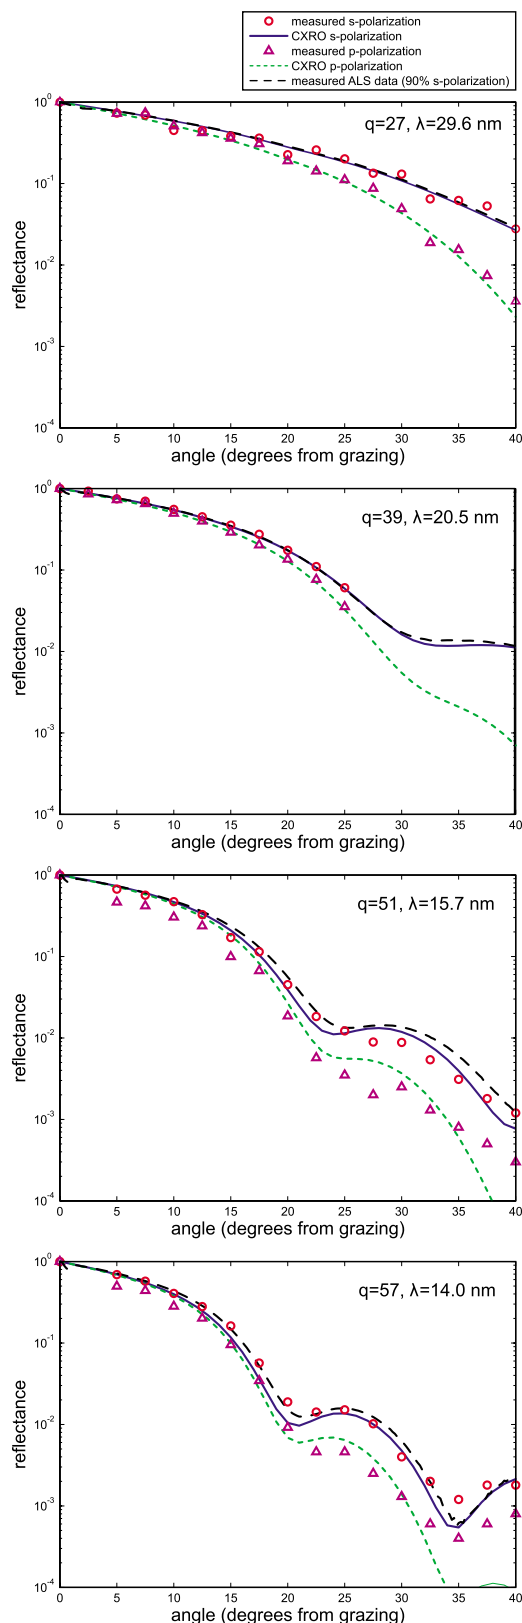 measured s-polarization
CXRO s-polarization
measured p-polarization
CXRO p-polarization
measured ALS data (90% s-polarization)
q=27, λ=29.6 nm
10^0
10^-1
10^-2
10^-3
10^-4
reflectance
0 5 10 15 20 25 30 35 40
angle (degrees from grazing)
q=39, λ=20.5 nm
10^0
10^-1
10^-2
10^-3
10^-4
reflectance
0 5 10 15 20 25 30 35 40
angle (degrees from grazing)
q=51, λ=15.7 nm
10^0
10^-1
10^-2
10^-3
10^-4
reflectance
0 5 10 15 20 25 30 35 40
angle (degrees from grazing)
q=57, λ=14.0 nm
10^0
10^-1
10^-2
10^-3
10^-4
reflectance
0 5 10 15 20 25 30 35 40
angle (degrees from grazing)